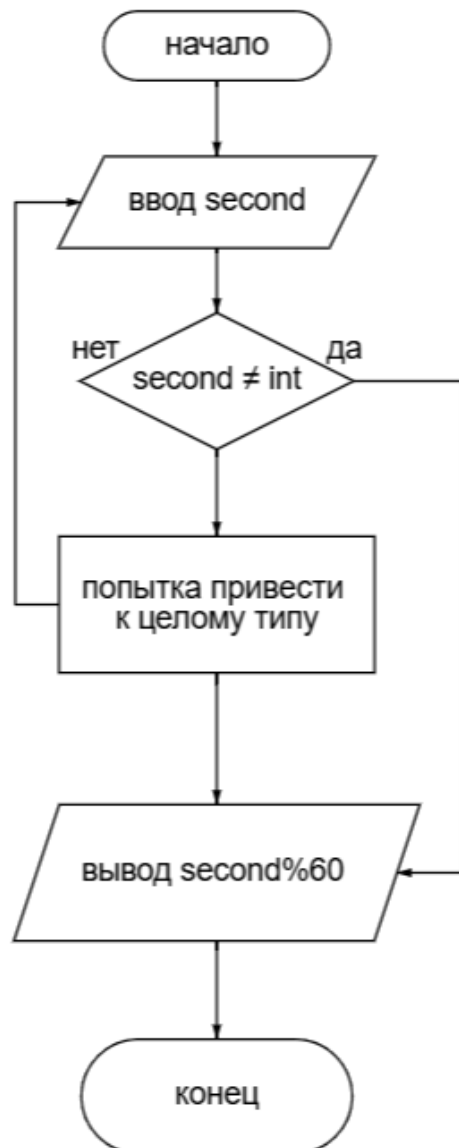 начало
ввод second
нет
да
second ≠ int
попытка привести
к целому типу
вывод second%60
конец